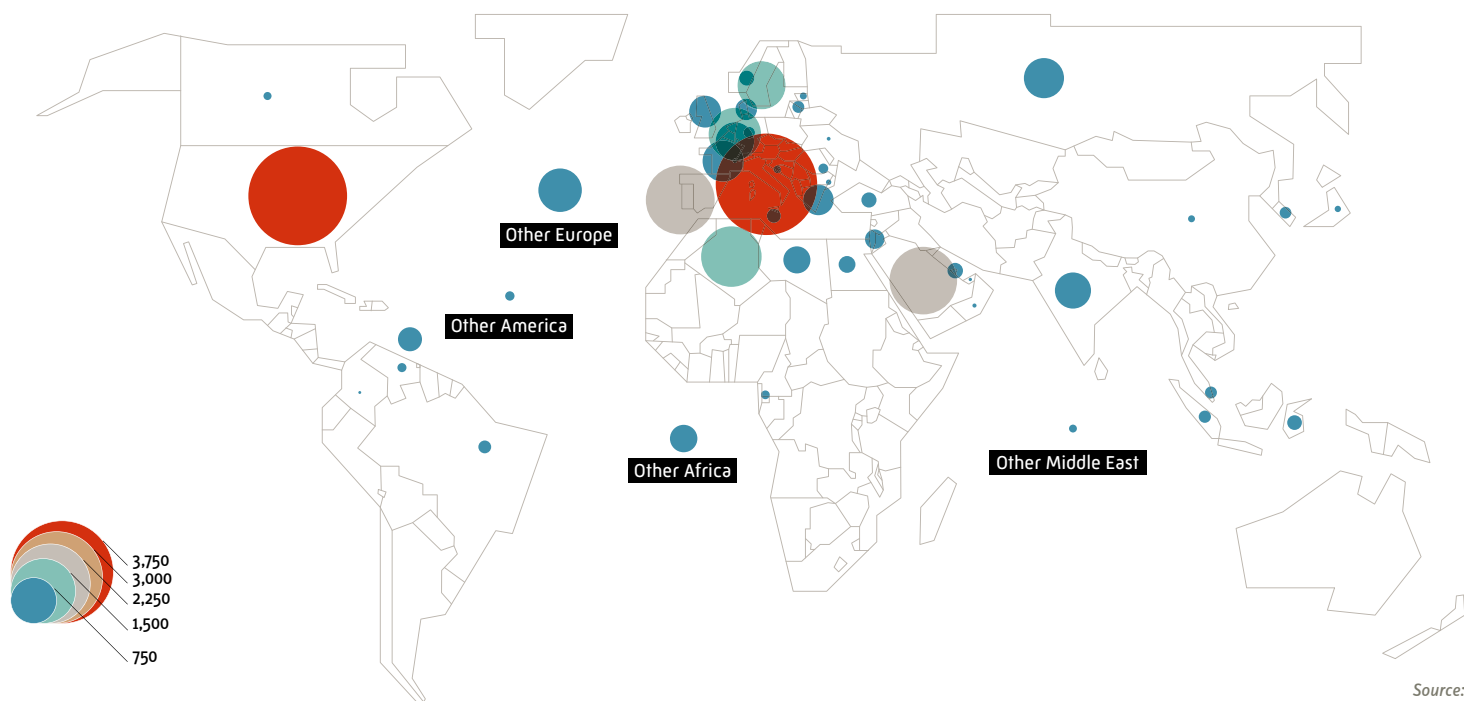 Other Europe
Other America
Other Africa
Other Middle East
3,750
3,000
2,250
1,500
750
Source: